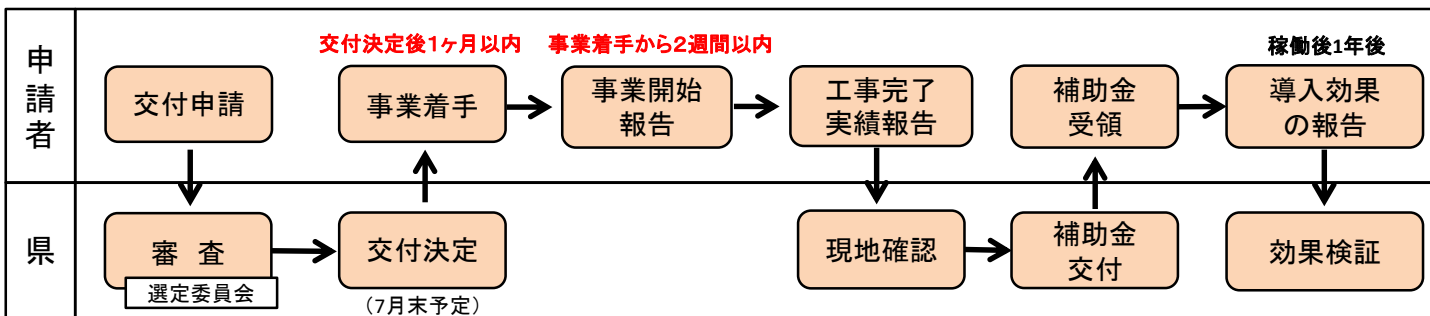 申
請
者
交付申請
交付決定後1ヶ月以内
事業着手
事業着手から2週間以内
事業開始
報告
工事完了
実績報告
補助金
受領
稼働後1年後
導入効果
の報告
県
審 査
選定委員会
交付決定
(7月末予定)
現地確認
補助金
交付
効果検証